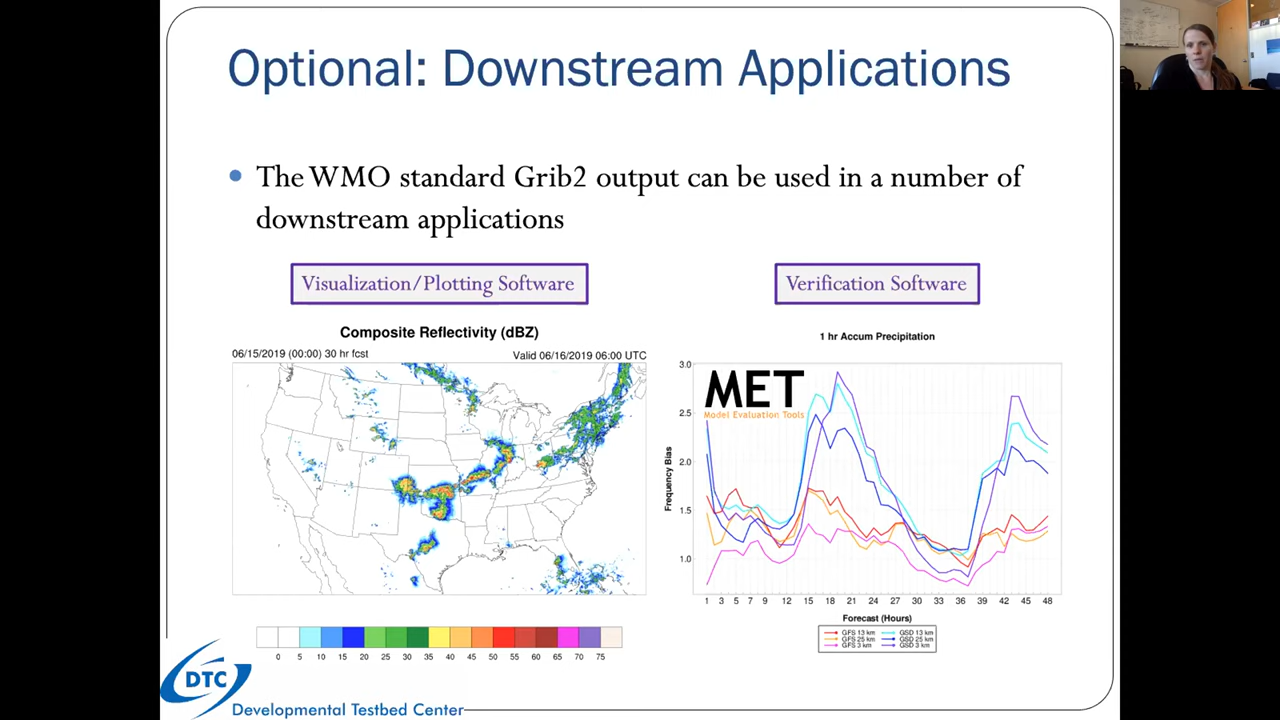 Optional: Downstream Applications
The WMO standard Grib2 output can be used in a number of
downstream applications
Visualization/Plotting Software
Verification Software
Composite Reflectivity (dBZ)
06/15/2019 (00:00) 30 hr fcst
Valid 06/16/2019 06:00 UTC
0 5 10 15 20 25 30 35 40 45 50 55 60 65 70 75
1 hr Accum Precipitation
MET
Model Evaluation Tools
Frequency Bias
3.0
2.5
2.0
1.5
1.0
1 3 5 7 9 12 15 18 21 24 27 30 33 36 39 42 45 48
Forecast (Hours)
GFS 13 km GSD 13 km
GFS 25 km GSD 25 km
GFS 3 km GSD 3 km
DTC
Developmental Testbed Center